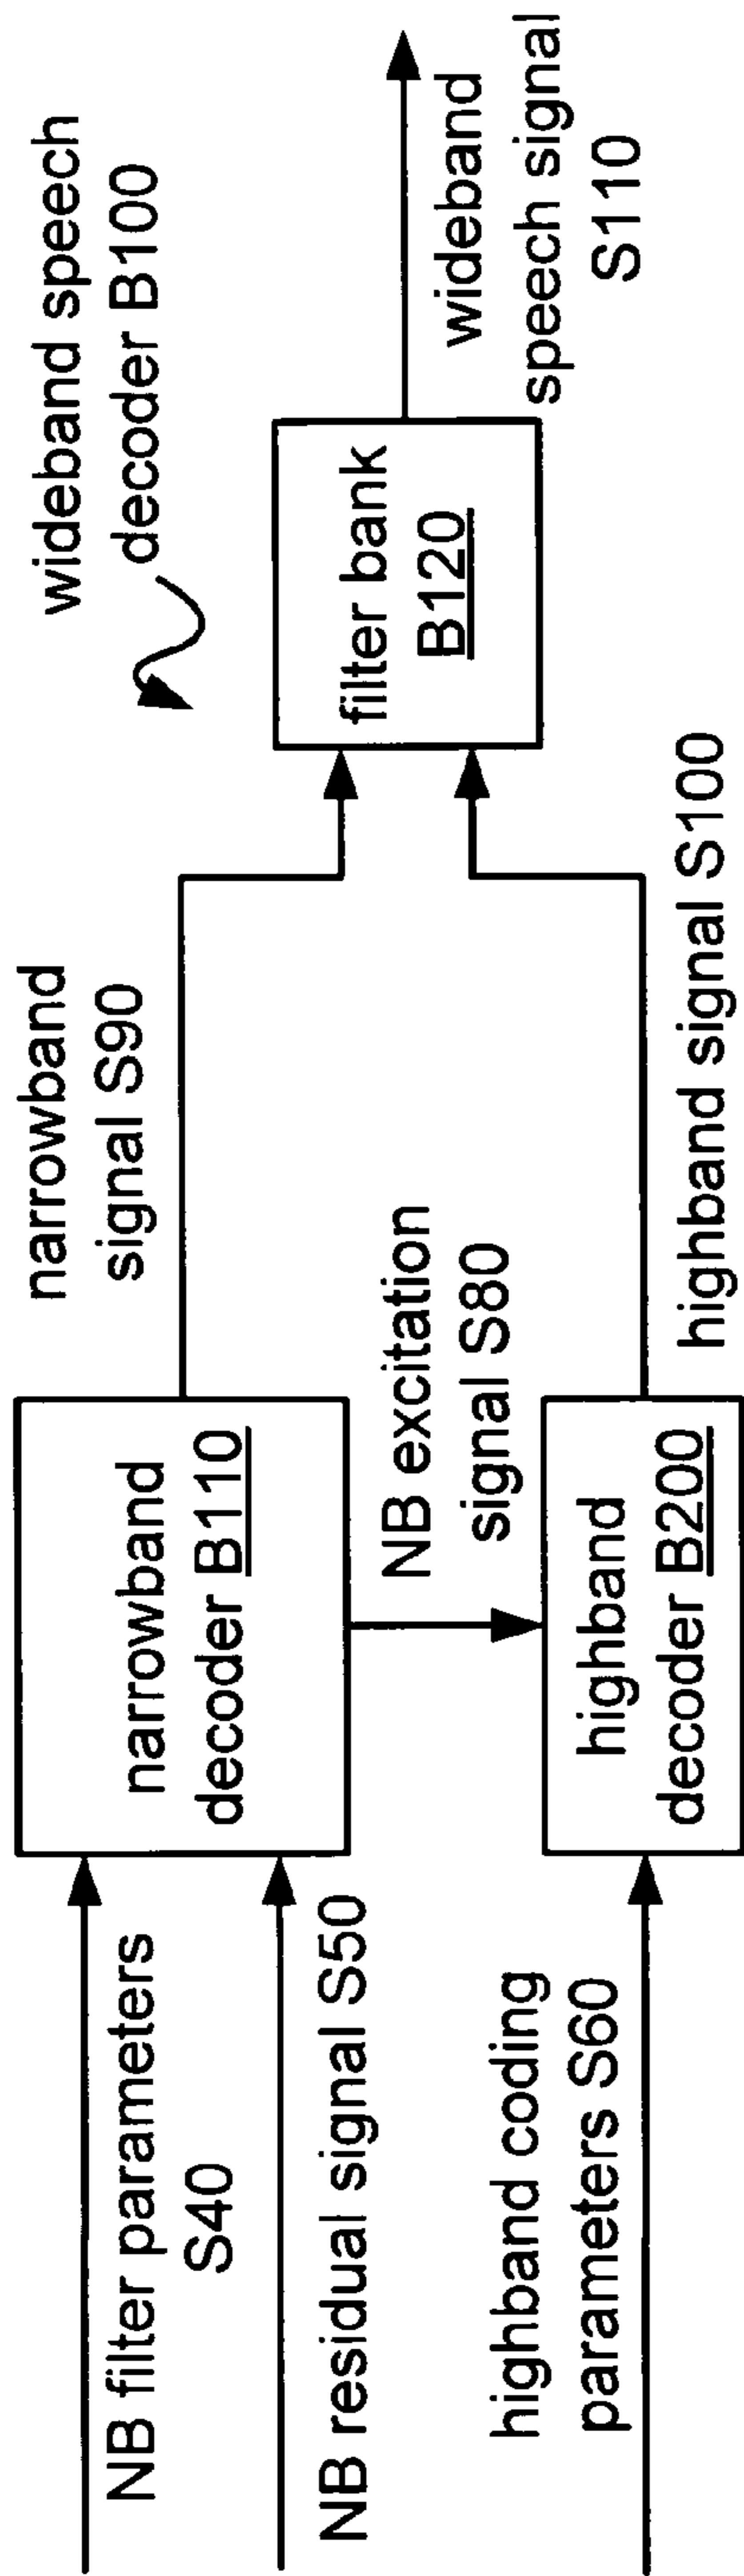 wideband speech
decoder B100
NB filter parameters
S40
NB residual signal S50
narrowband
decoder B110
narrowband
signal S90
NB excitation
signal S80
filter bank
B120
wideband
speech signal
S110
highband coding
parameters S60
highband
decoder B200
highband signal S100